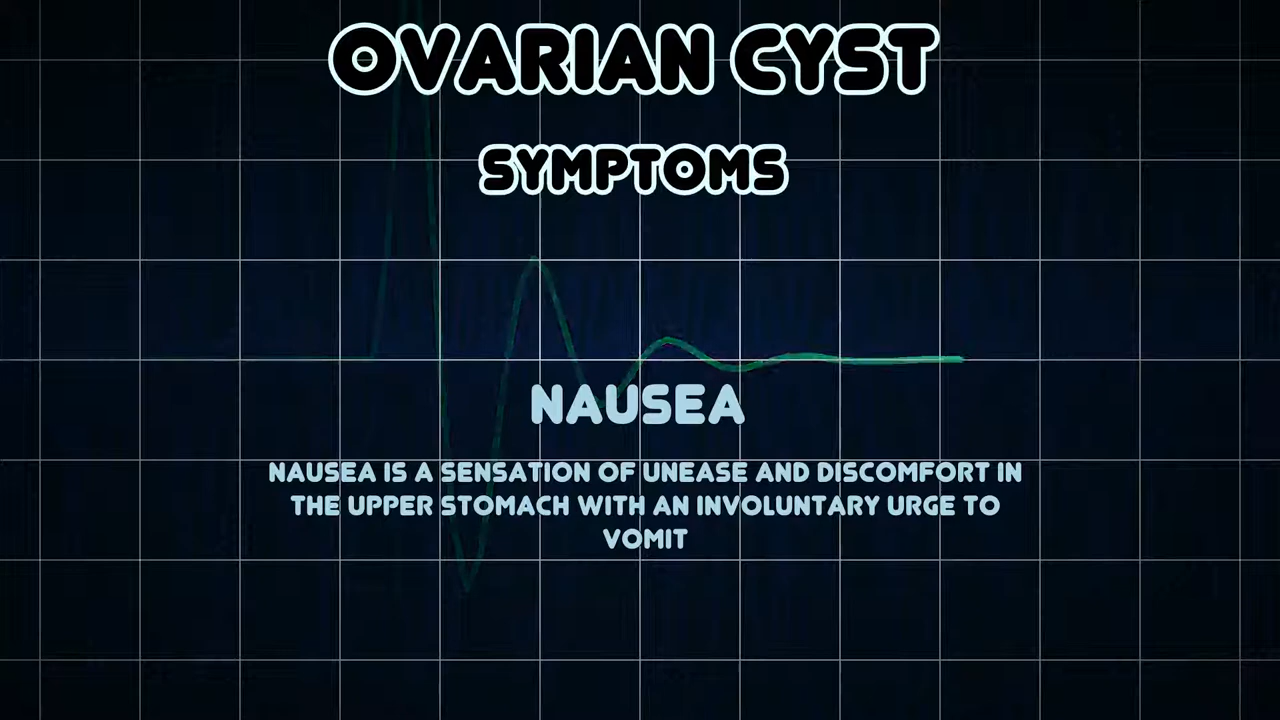 OVARIAN CYST
SYMPTOMS
NAUSEA
NAUSEA IS A SENSATION OF UNEASE AND DISCOMFORT IN
THE UPPER STOMACH WITH AN INVOLUNTARY URGE TO
VOMIT